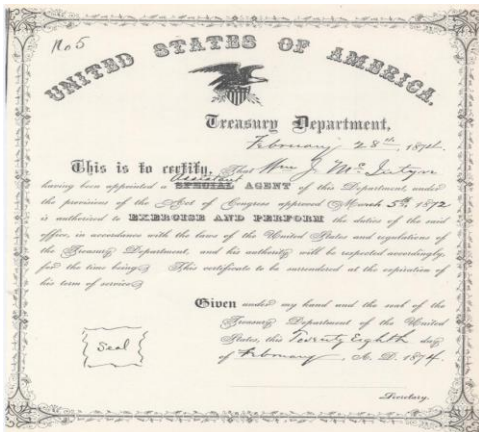 No 5
UNITED STATES OF AMERICA.
Treasury Department,
February 28th, 1874.
This is to certify, That Wm J. McIntyre
Assistant
having been appointed a SPECIAL AGENT of this Department, under
the provisions of the Act of Congress approved March 5th, 1872
is authorized to EXERCISE AND PERFORM the duties of the said
office, in accordance with the laws of the United States and regulations of
the Treasury Department, and his authority will be respected accordingly,
for the time being. This certificate to be surrendered at the expiration of
his term of service.
Given under my hand and the seal of the
Treasury Department of the United
States, this Twenty Eighth day
of February, A. D. 1874.
Seal
Secretary.